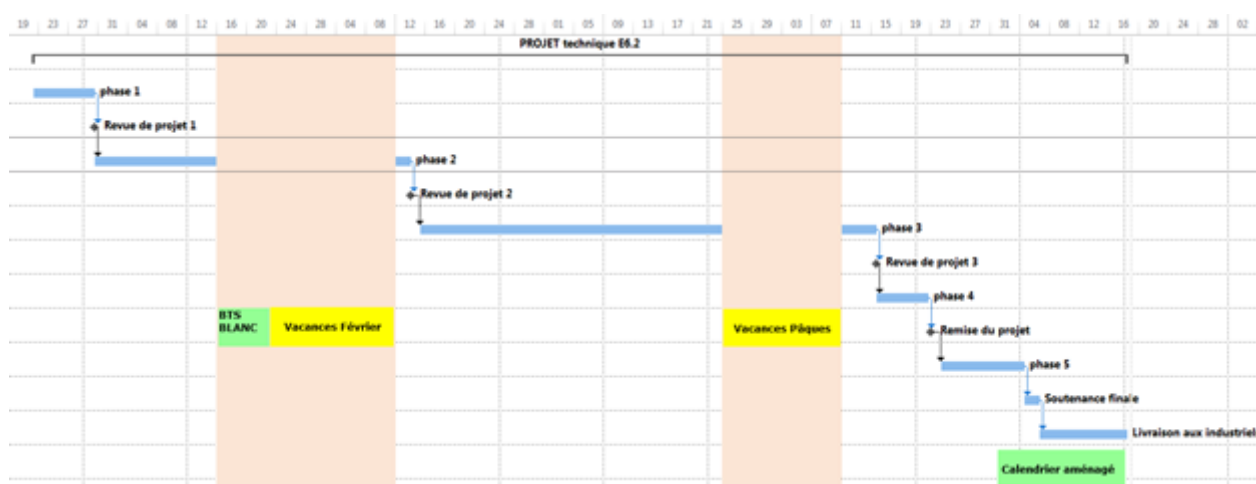 19 23 27 31 04 08 12 16 20 24 28 04 08 12 16 20 24 28 01 05 09 13 17 21 25 29 03 07 11 15 19 23 27 31 04 08 12 16 20 24 28 02
PROJET technique E6.2
phase 1
Revue de projet 1
phase 2
Revue de projet 2
phase 3
Revue de projet 3
phase 4
BTS
BLANC
Vacances Février
Vacances Pâques
Remise du projet
phase 5
Soutenance finale
Livraison aux industriels
Calendrier aménagé